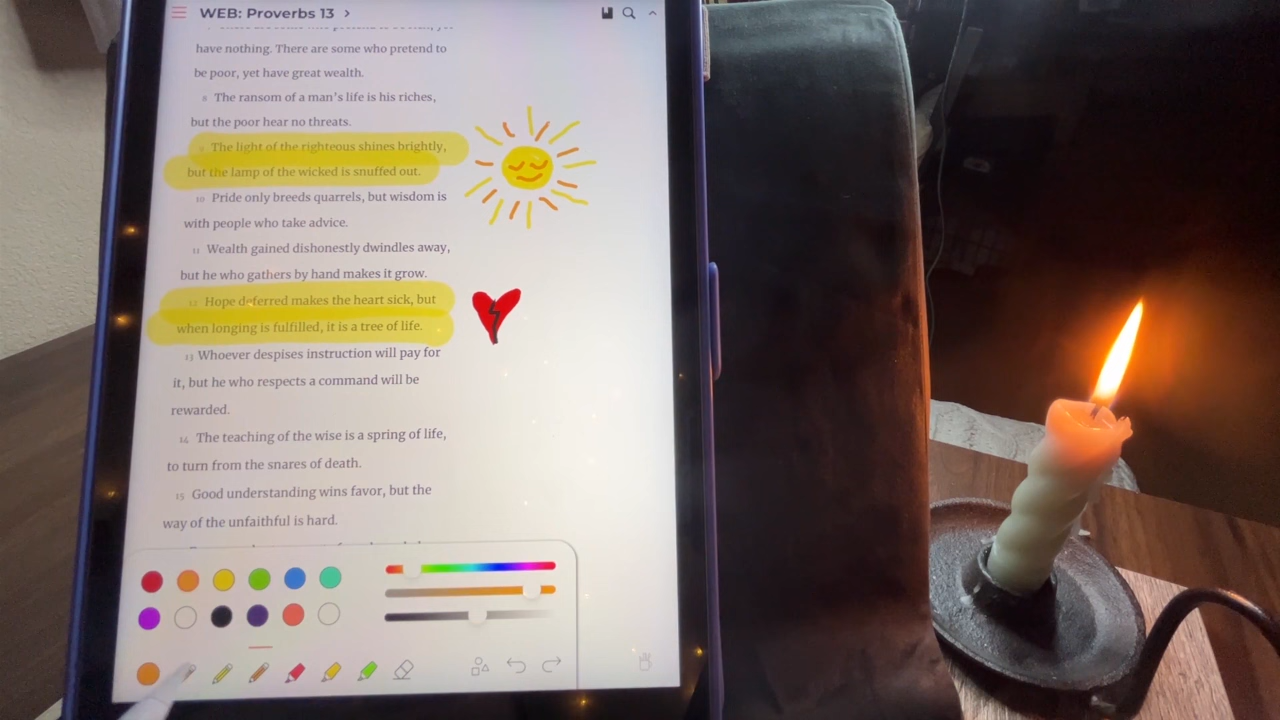 WEB: Proverbs 13
have nothing. There are some who pretend to
be poor, yet have great wealth.
8 The ransom of a man's life is his riches,
but the poor hear no threats.
The light of the righteous shines brightly,
but the lamp of the wicked is snuffed out.
10 Pride only breeds quarrels, but wisdom is
with people who take advice.
11 Wealth gained dishonestly dwindles away,
but he who gathers by hand makes it grow.
12 Hope deferred makes the heart sick, but
when longing is fulfilled, it is a tree of life.
13 Whoever despises instruction will pay for
it, but he who respects a command will be
rewarded.
14 The teaching of the wise is a spring of life,
to turn from the snares of death.
15 Good understanding wins favor, but the
way of the unfaithful is hard.